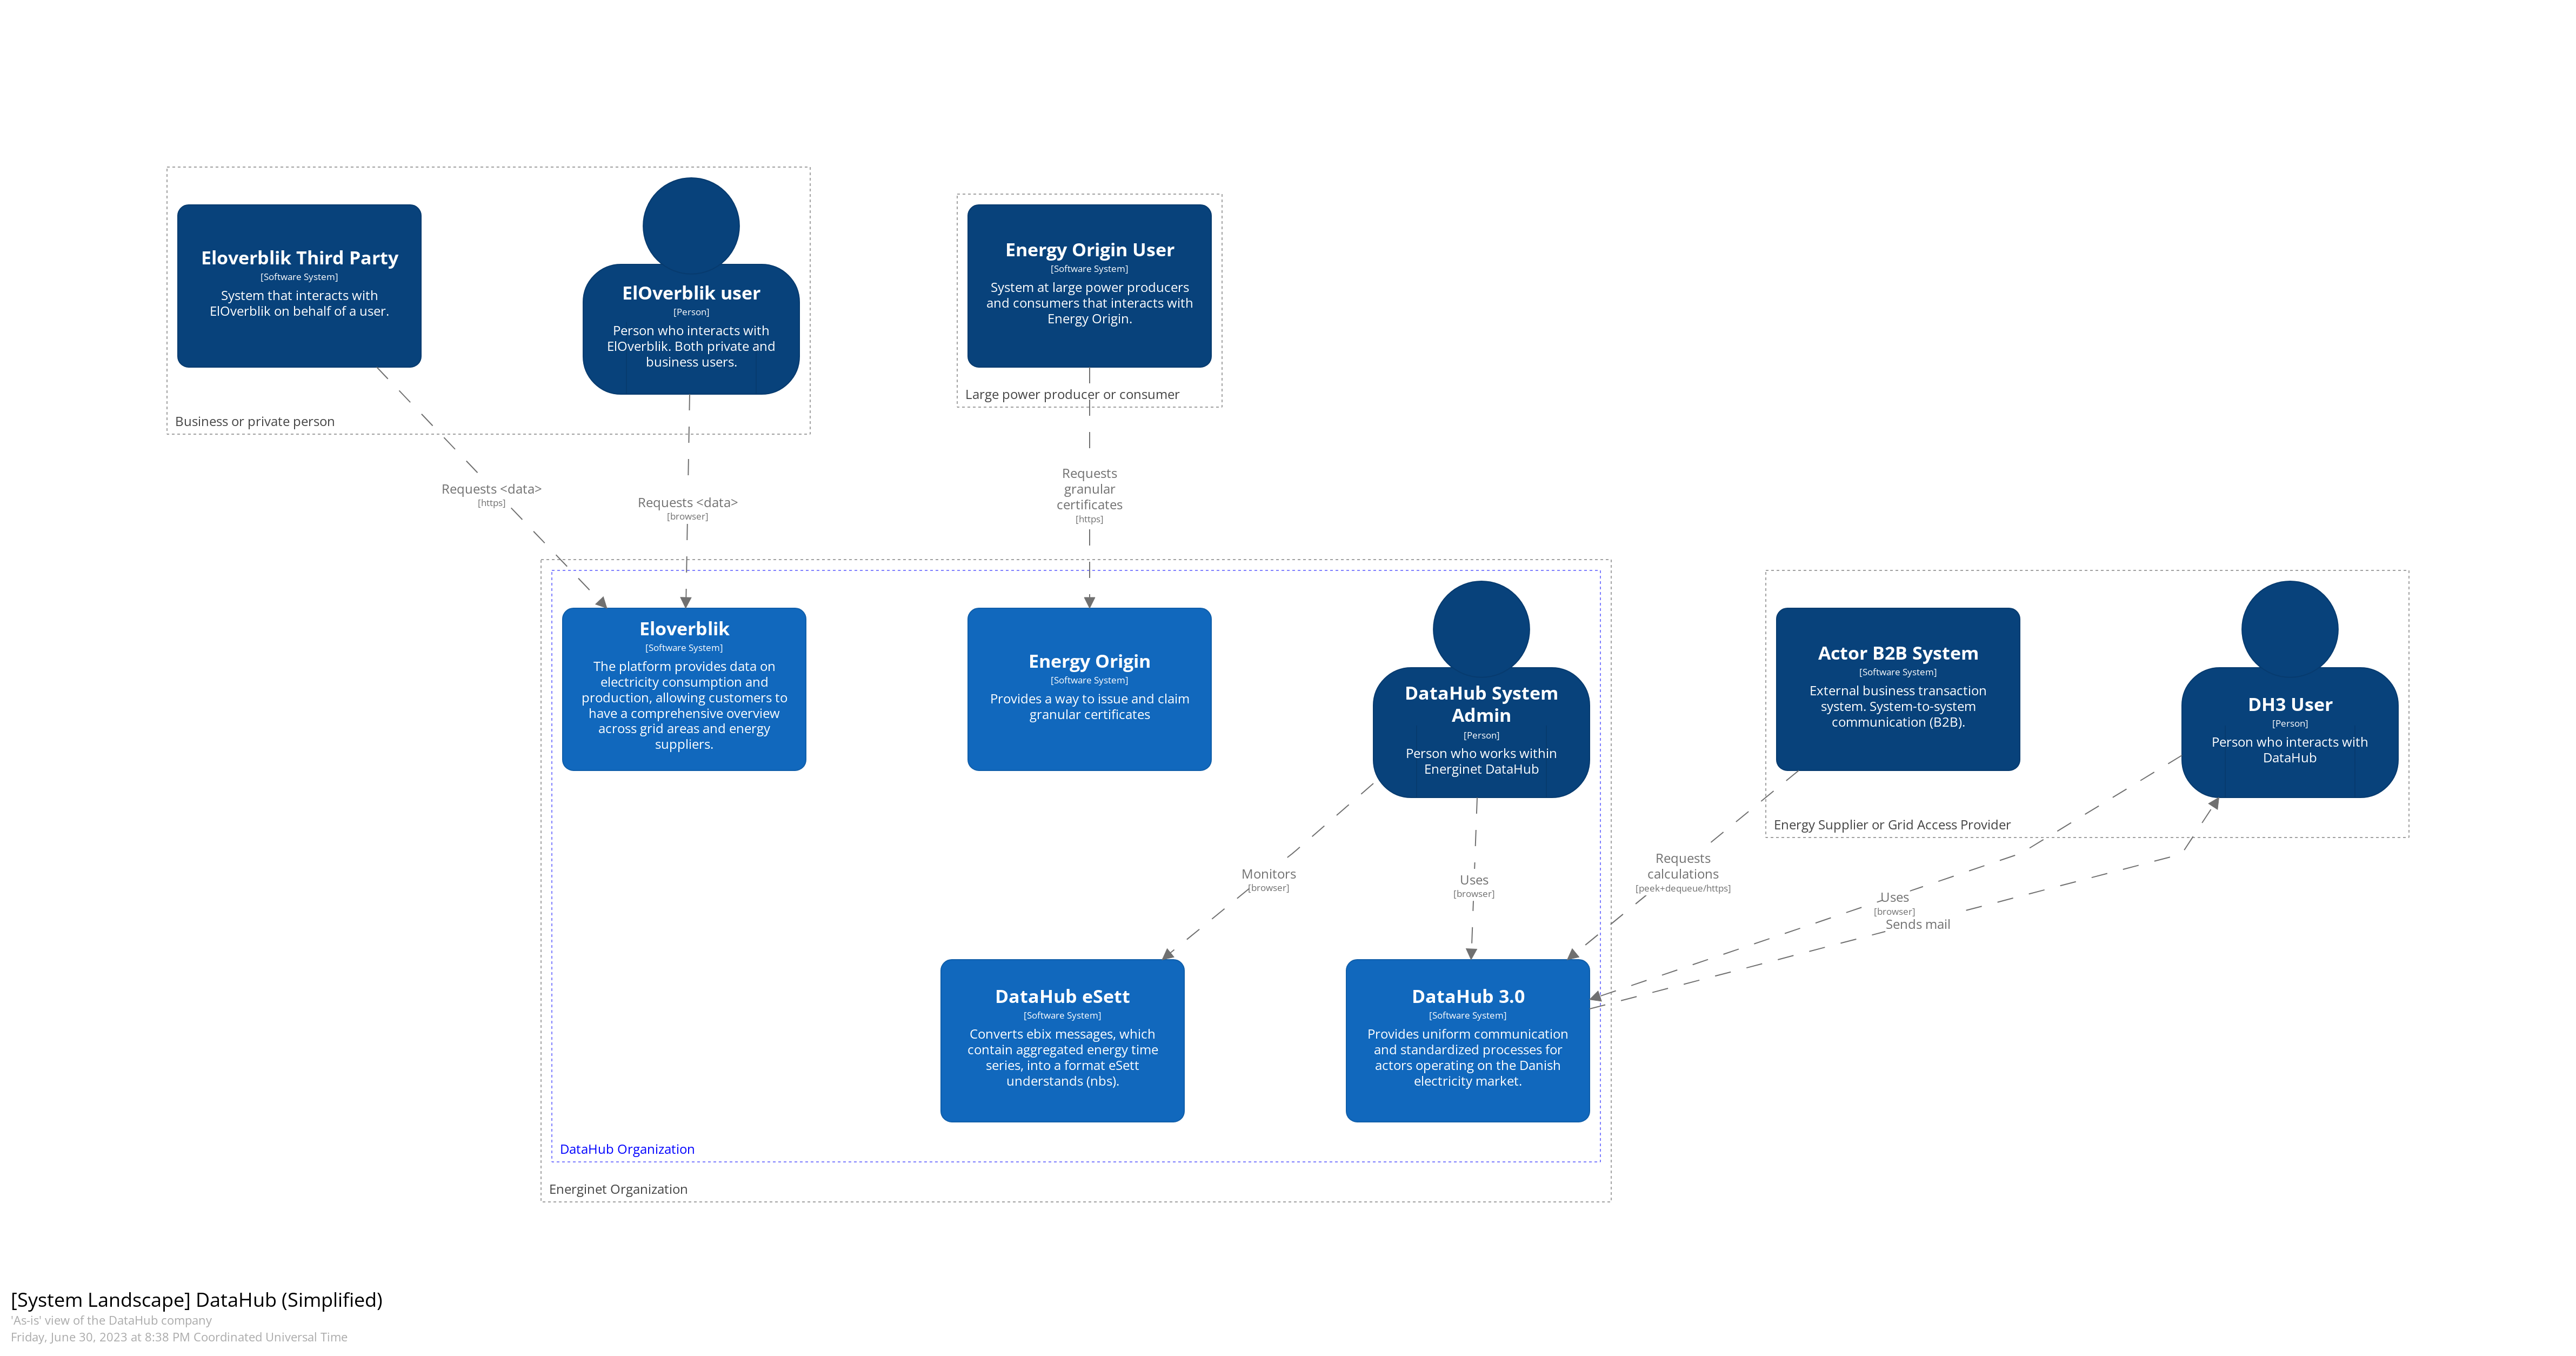 Eloverblik Third Party
[Software System]
System that interacts with
ElOverblik on behalf of a user.
ElOverblik user
[Person]
Person who interacts with
ElOverblik. Both private and
business users.
Business or private person
Energy Origin User
[Software System]
System at large power producers
and consumers that interacts with
Energy Origin.
Large power producer or consumer
Requests <data>
[https]
Requests <data>
[browser]
Requests
granular
certificates
[https]
Eloverblik
[Software System]
The platform provides data on
electricity consumption and
production, allowing customers to
have a comprehensive overview
across grid areas and energy
suppliers.
Energy Origin
[Software System]
Provides a way to issue and claim
granular certificates
DataHub System
Admin
[Person]
Person who works within
Energinet DataHub
Actor B2B System
[Software System]
External business transaction
system. System-to-system
communication (B2B).
DH3 User
[Person]
Person who interacts with
DataHub
Energy Supplier or Grid Access Provider
Monitors
[browser]
Uses
[browser]
Requests
calculations
[peek+dequeue/https]
Uses
[browser]
Sends mail
DataHub eSett
[Software System]
Converts ebix messages, which
contain aggregated energy time
series, into a format eSett
understands (nbs).
DataHub 3.0
[Software System]
Provides uniform communication
and standardized processes for
actors operating on the Danish
electricity market.
DataHub Organization
Energinet Organization
[System Landscape] DataHub (Simplified)
'As-is' view of the DataHub company
Friday, June 30, 2023 at 8:38 PM Coordinated Universal Time